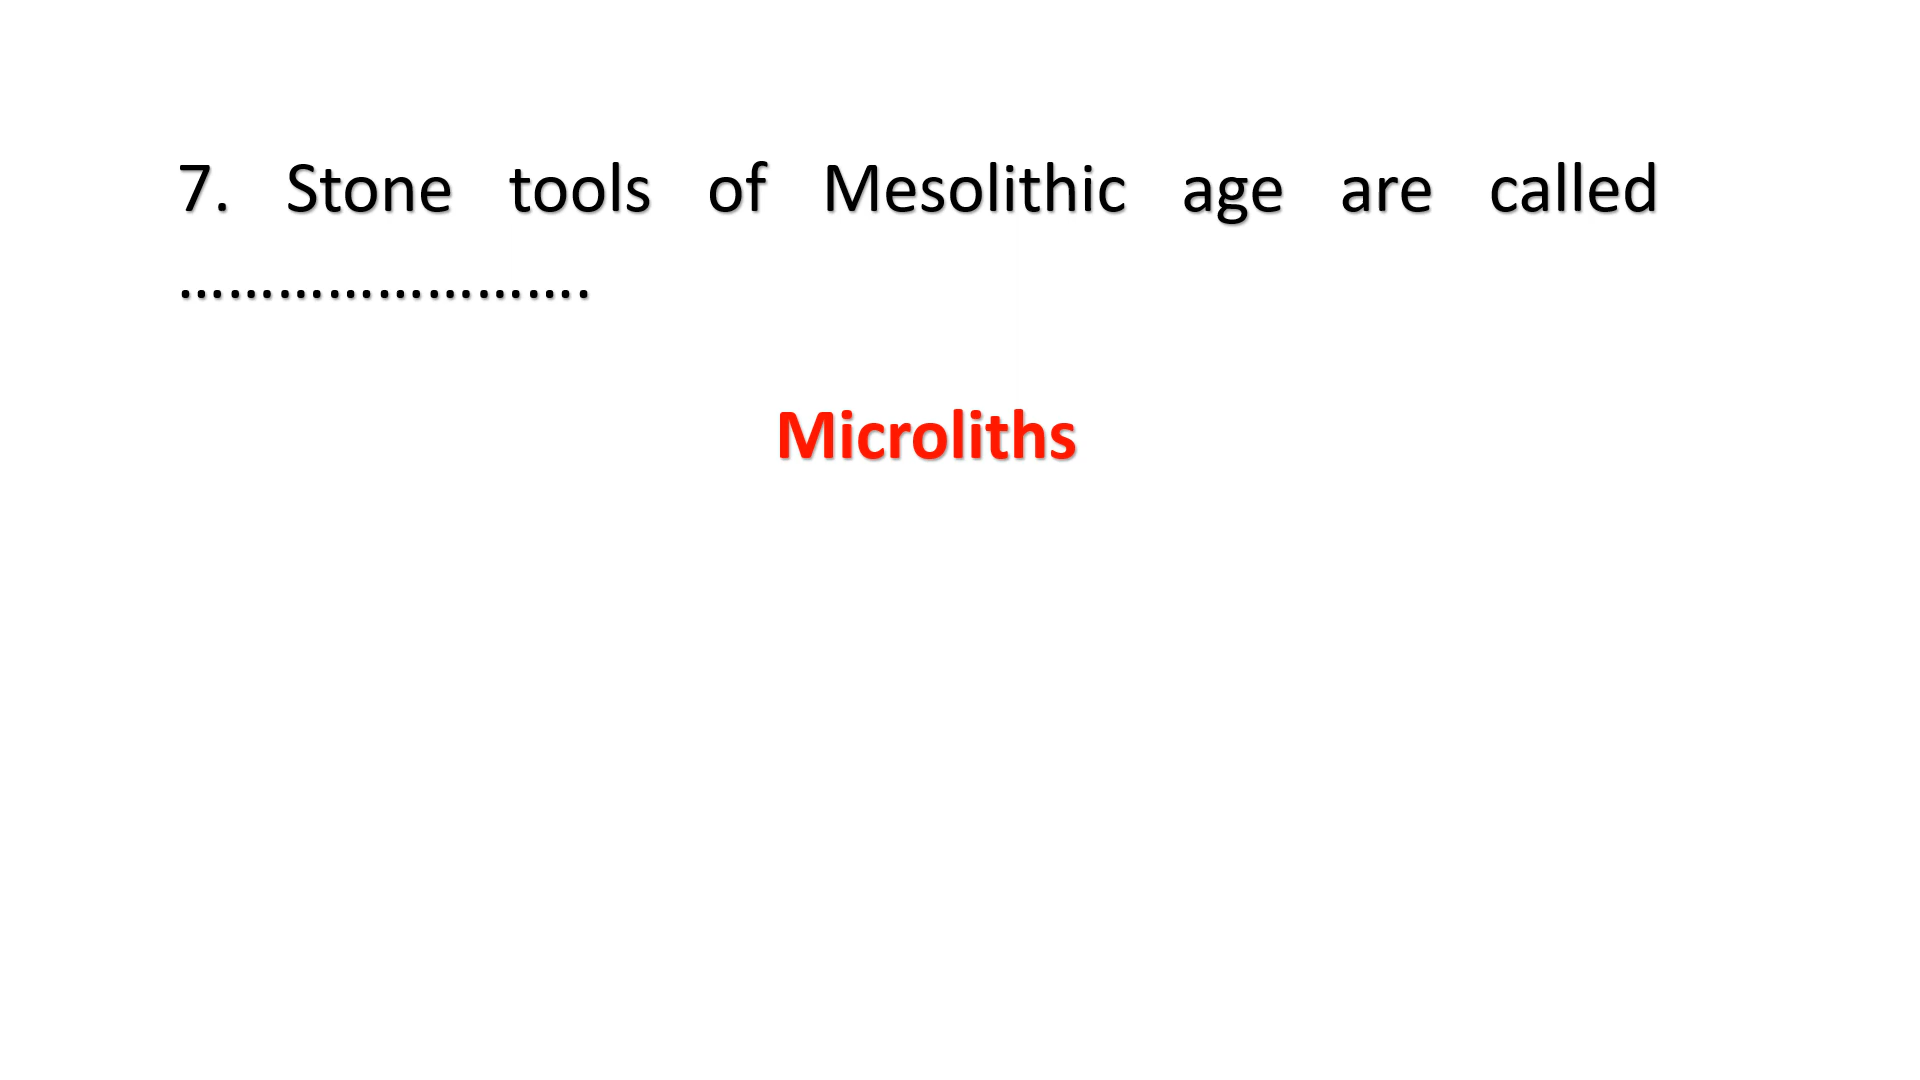 7. Stone tools of Mesolithic age are called
…………………….
Microliths